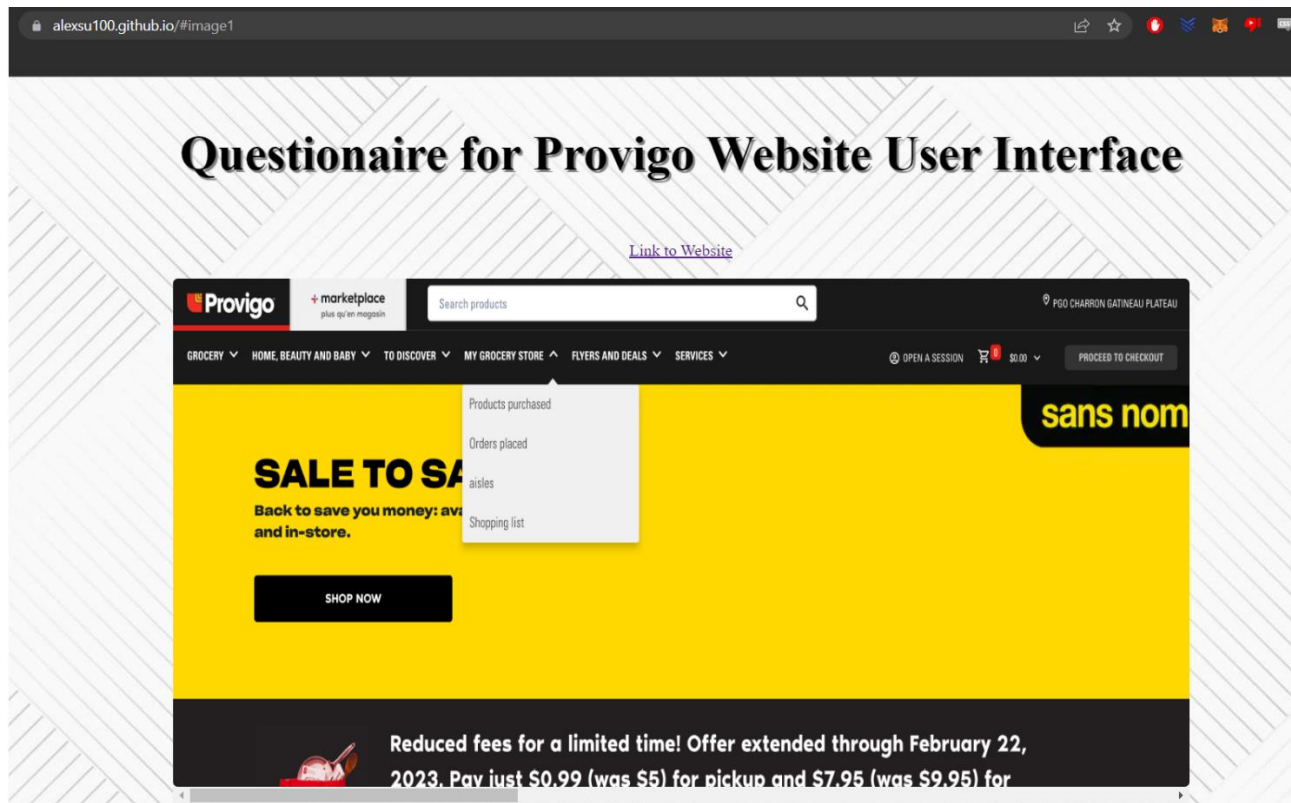 alexsu100.github.io/#image1
Questionaire for Provigo Website User Interface
Link to Website
Provigo
+ marketplace
plus qu'en magasin
Search products
PGO CHARRON GATINEAU PLATEAU
GROCERY HOME, BEAUTY AND BABY TO DISCOVER MY GROCERY STORE FLYERS AND DEALS SERVICES
OPEN A SESSION 0 $0.00 PROCEED TO CHECKOUT
Products purchased
Orders placed
aisles
Shopping list
sans nom
SALE TO SA
Back to save you money: ava
and in-store.
SHOP NOW
Reduced fees for a limited time! Offer extended through February 22,
2023. Pay just $0.99 (was $5) for pickup and $7.95 (was $9.95) for